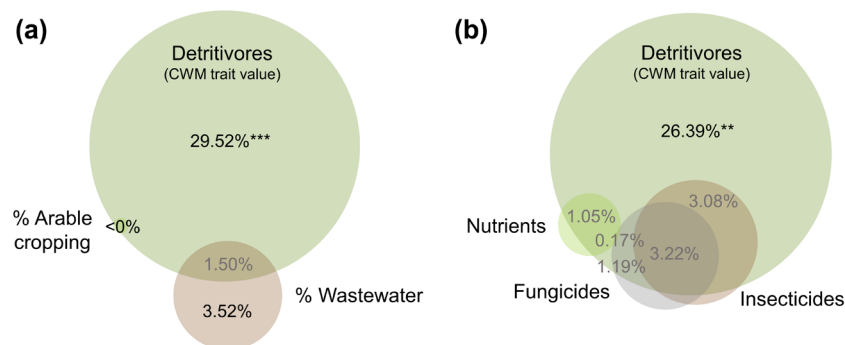 (a)
Detritivores
(CWM trait value)
29.52%***
% Arable
cropping
<0%
1.50%
3.52%
% Wastewater
(b)
Detritivores
(CWM trait value)
26.39%**
3.08%
Nutrients
1.05%
0.17%
3.22%
1.19%
Fungicides
Insecticides